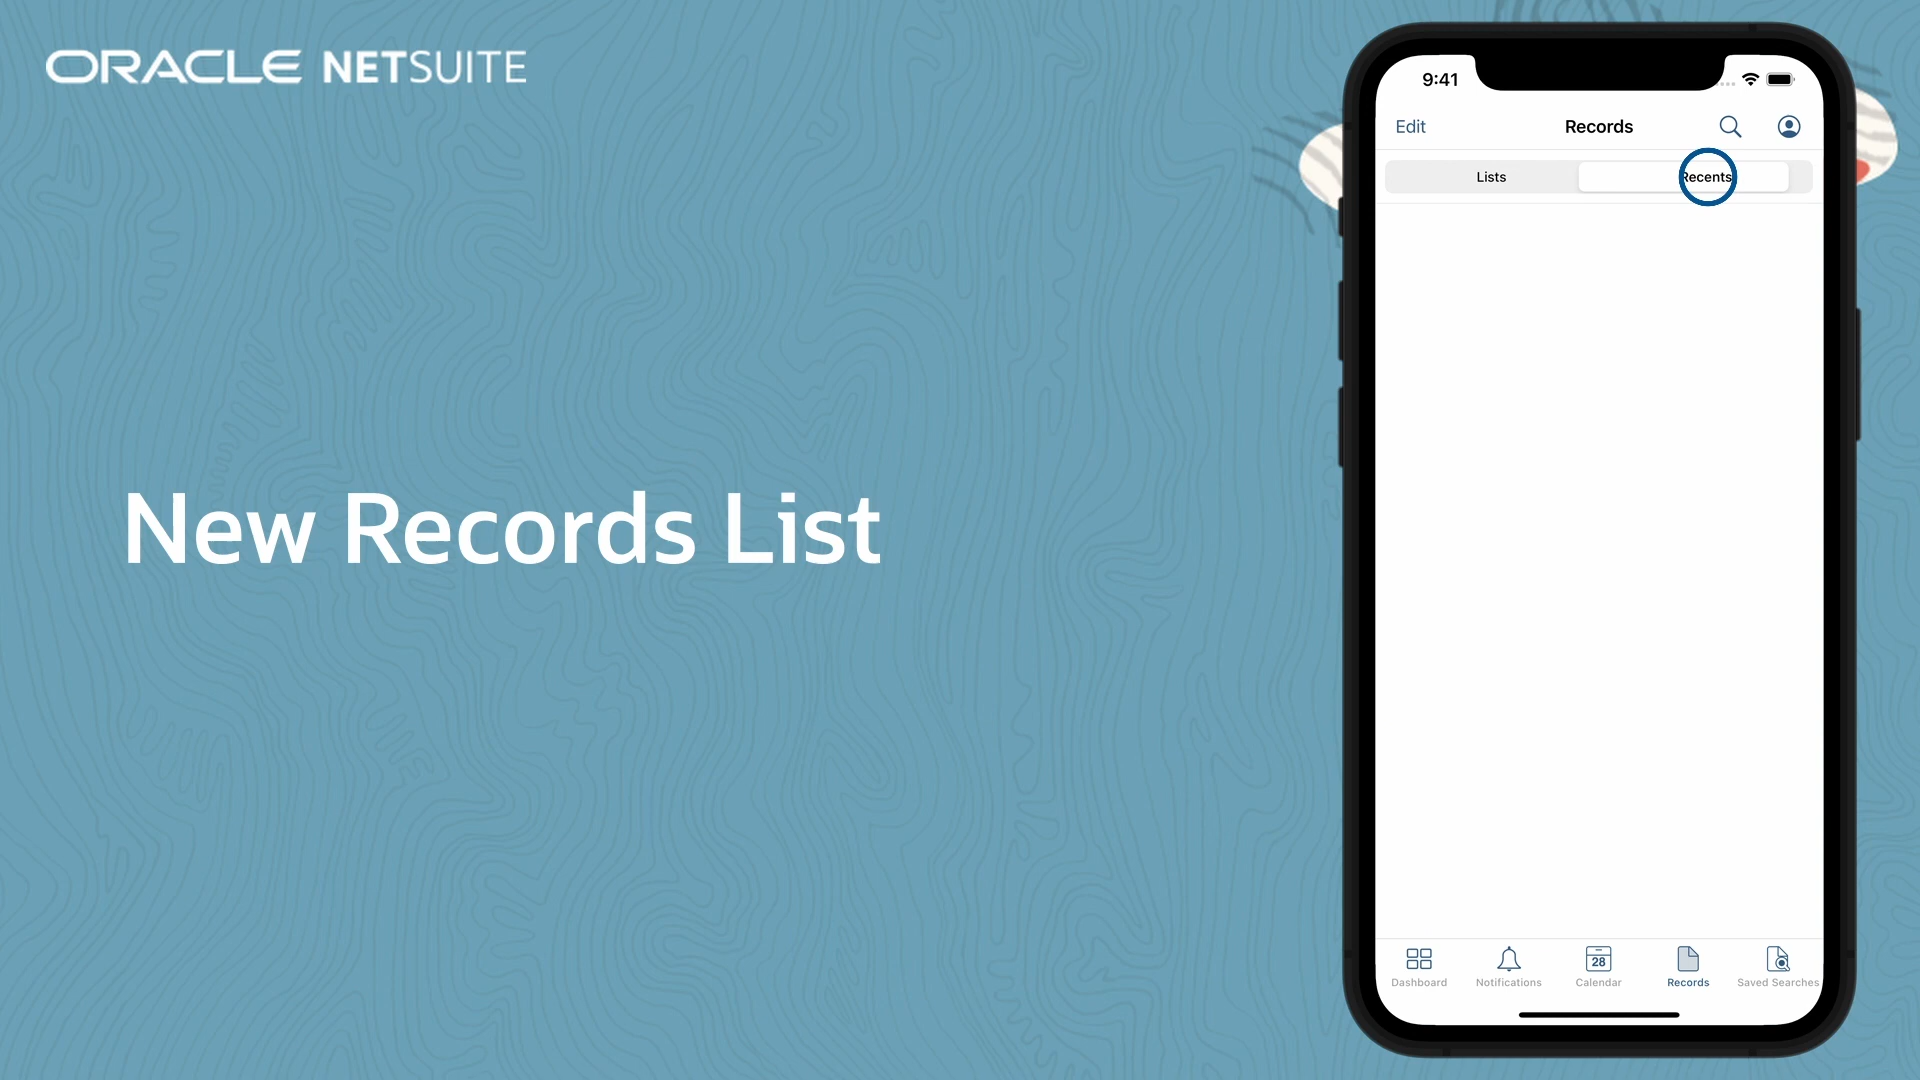 ORACLE NETSUITE
New Records List
9:41
Edit
Records
Lists
Recents
28
Dashboard
Notifications
Calendar
Records
Saved Searches